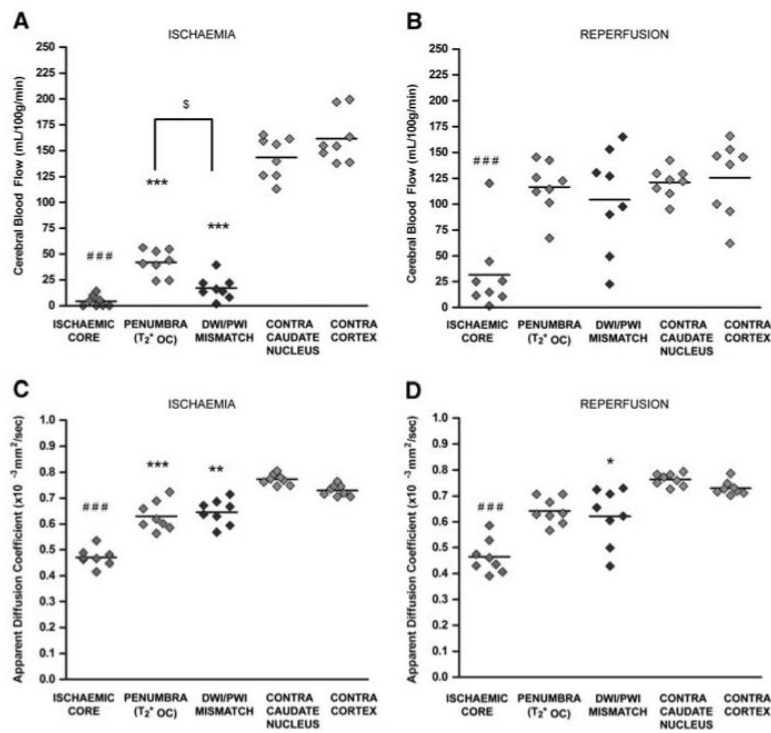 A
ISCHAEMIA
Cerebral Blood Flow (mL/100g/min)
250
225
200
175
150
125
100
75
50
25
0
$
***
***
###
ISCHAEMIC CORE
PENUMBRA (T2* OC)
DWI/PWI MISMATCH
CONTRA CAUDATE NUCLEUS
CONTRA CORTEX
B
REPERFUSION
Cerebral Blood Flow (mL/100g/min)
250
225
200
175
150
125
100
75
50
25
0
###
ISCHAEMIC CORE
PENUMBRA (T2* OC)
DWI/PWI MISMATCH
CONTRA CAUDATE NUCLEUS
CONTRA CORTEX
C
ISCHAEMIA
Apparent Diffusion Coefficient (x10 -3 mm2/sec)
1.0
0.9
0.8
0.7
0.6
0.5
0.4
0.3
0.2
0.1
0.0
***
**
###
ISCHAEMIC CORE
PENUMBRA (T2* OC)
DWI/PWI MISMATCH
CONTRA CAUDATE NUCLEUS
CONTRA CORTEX
D
REPERFUSION
Apparent Diffusion Coefficient (x10 -3 mm2/sec)
1.0
0.9
0.8
0.7
0.6
0.5
0.4
0.3
0.2
0.1
0.0
*
###
ISCHAEMIC CORE
PENUMBRA (T2* OC)
DWI/PWI MISMATCH
CONTRA CAUDATE NUCLEUS
CONTRA CORTEX